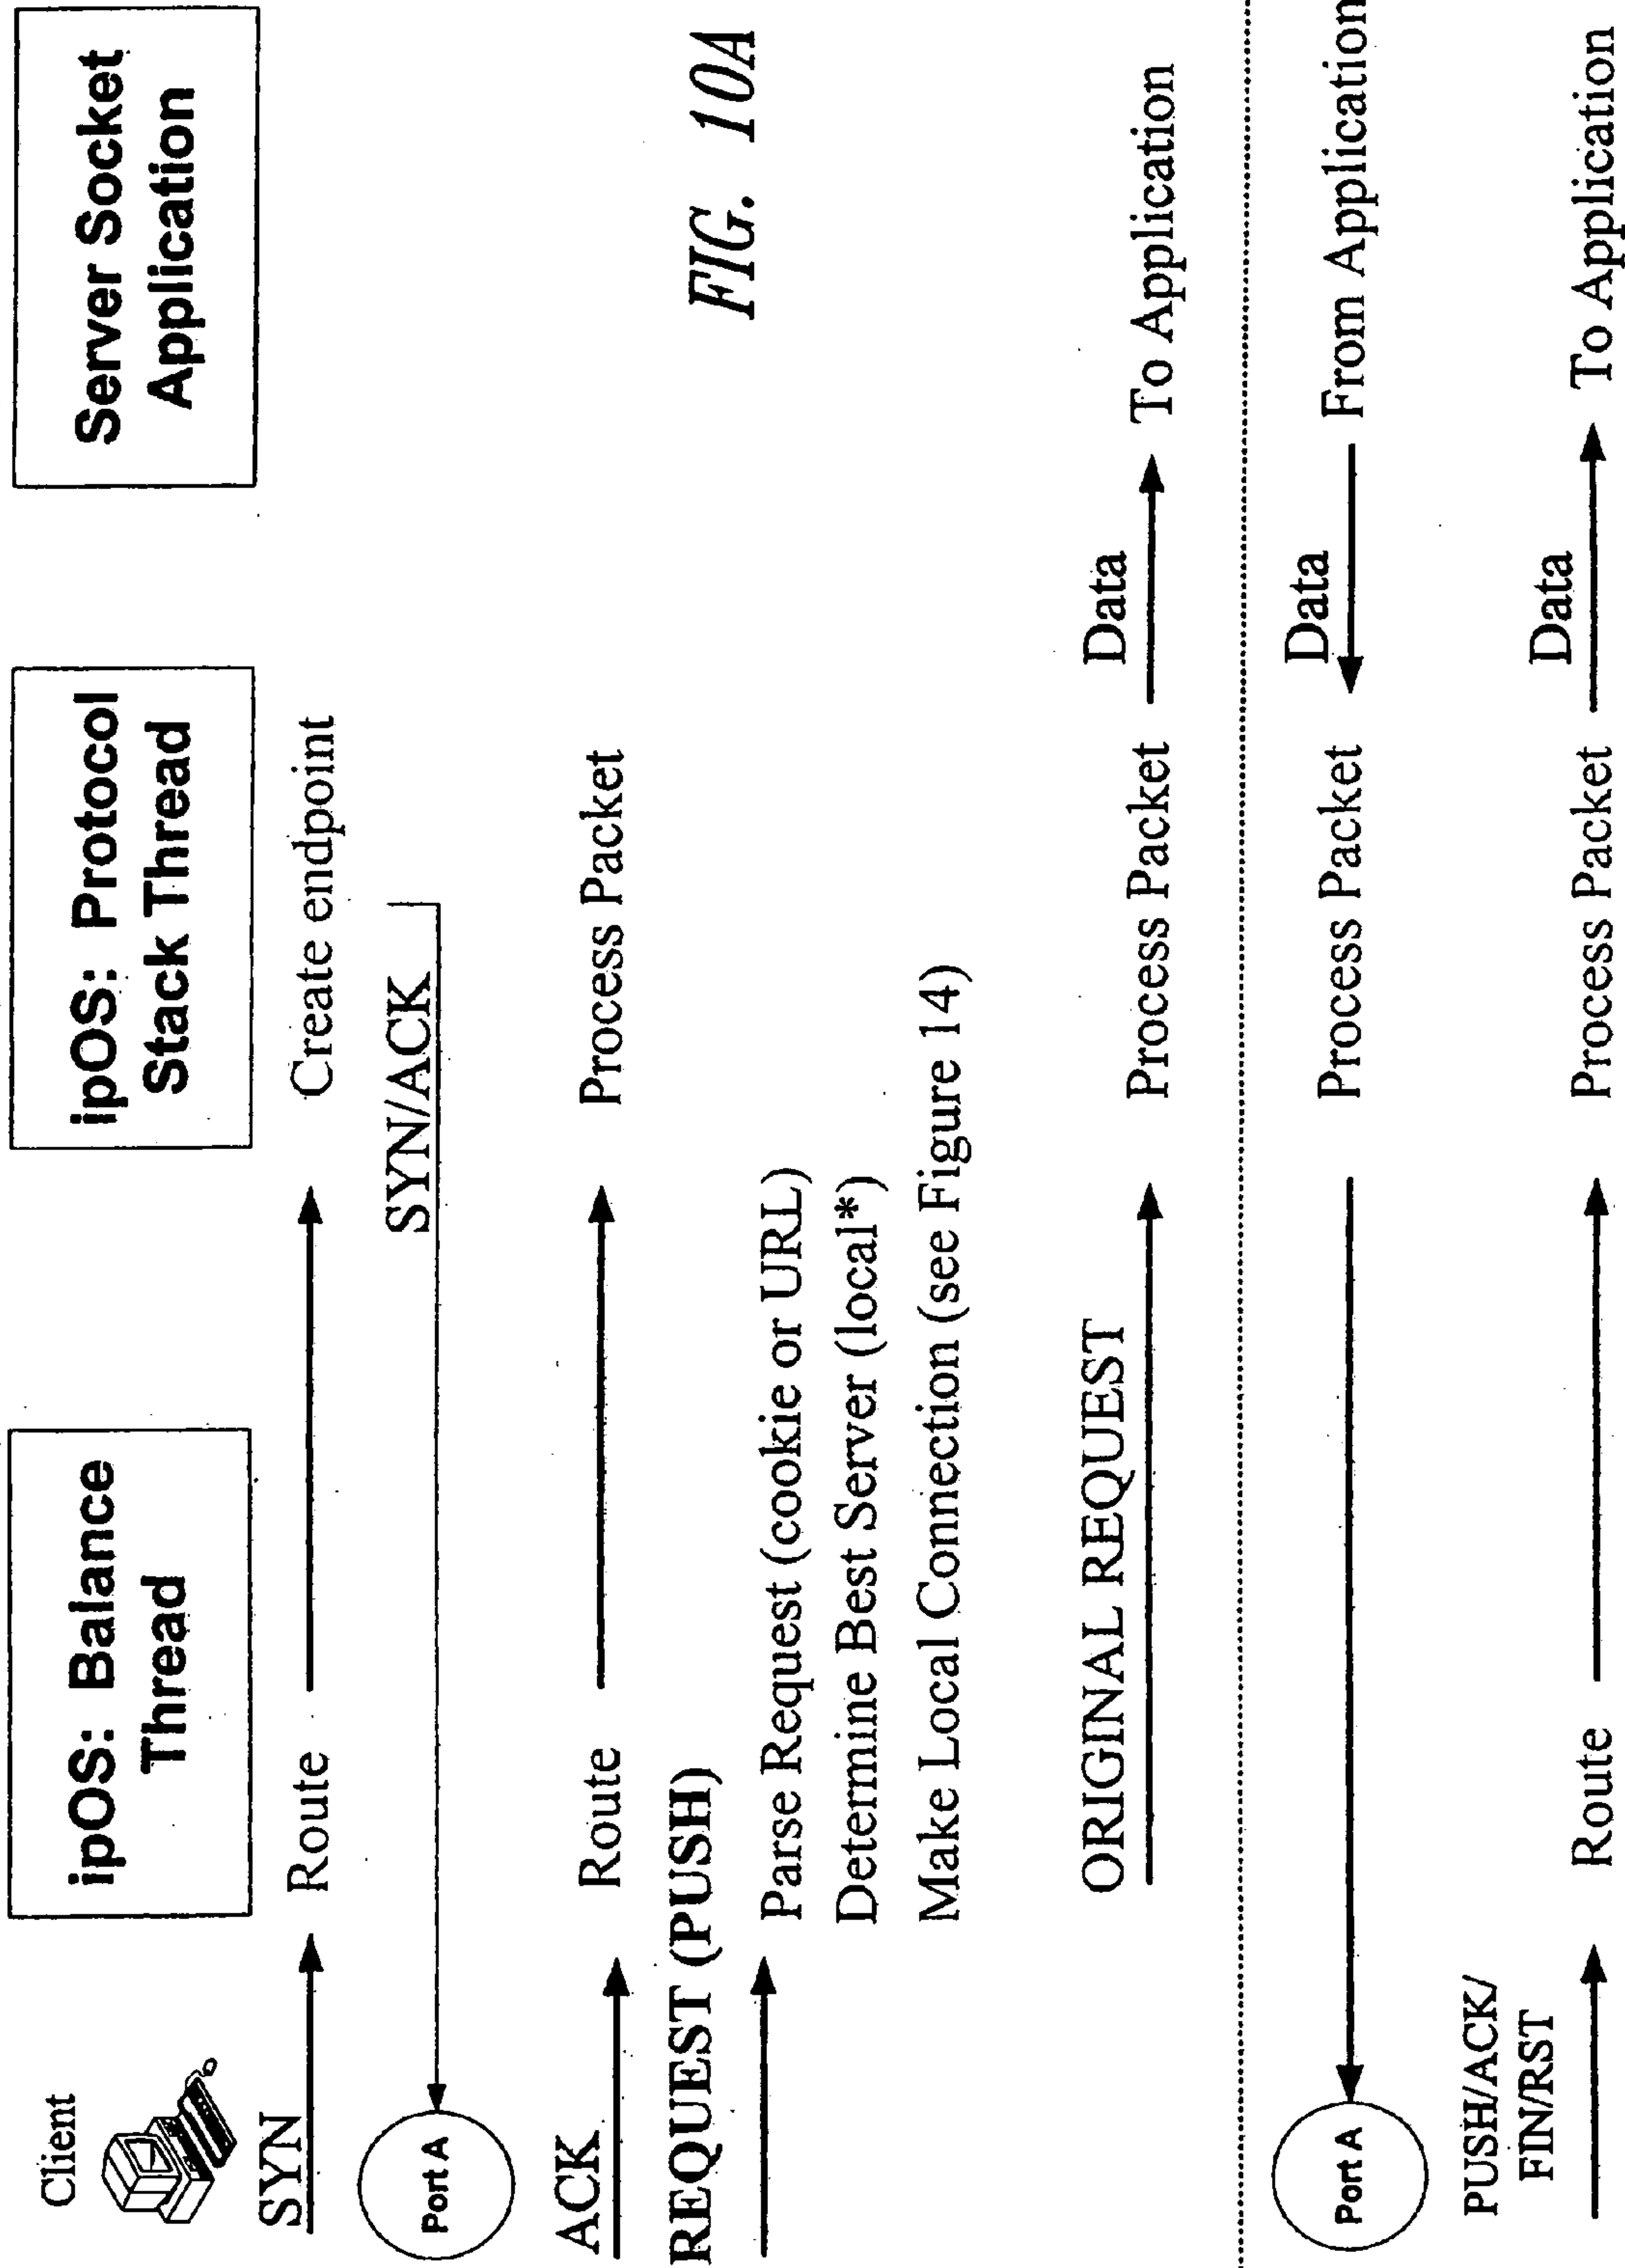 Client
ipOS: Balance
Thread
ipOS: Protocol
Stack Thread
Server Socket
Application
SYN
Route
Create endpoint
SYN/ACK
Port A
ACK
Route
Process Packet
REQUEST (PUSH)
Parse Request (cookie or URL)
Determine Best Server (local*)
Make Local Connection (see Figure 14)
FIG. 10A
ORIGINAL REQUEST
Process Packet
Data
To Application
Port A
Process Packet
Data
From Application
PUSH/ACK/
FIN/RST
Route
Process Packet
Data
To Application